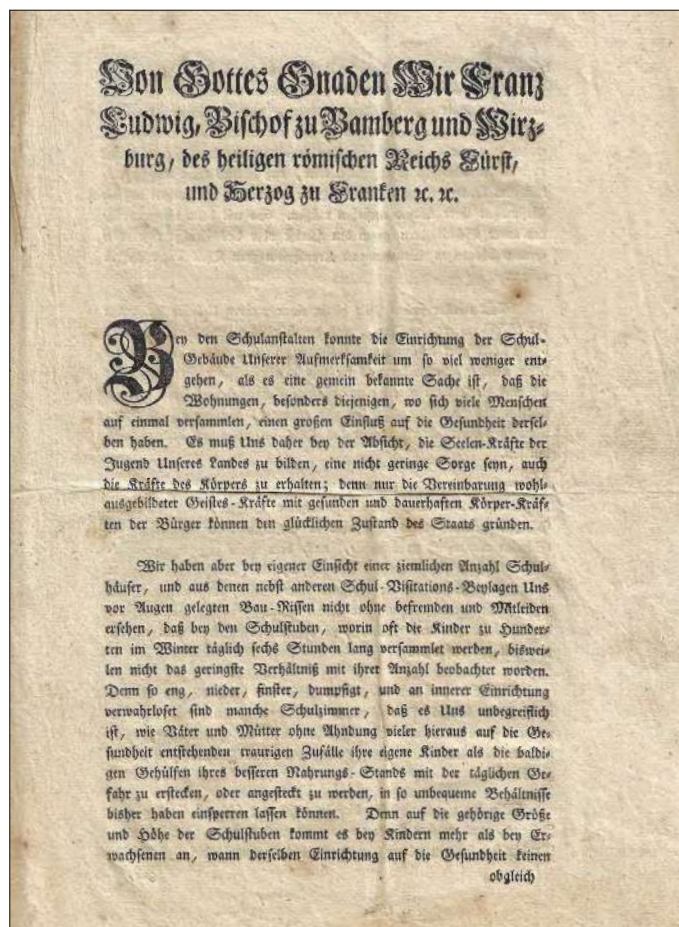 Von Gottes Gnaden Wir Franz
Ludwig, Bischof zu Bamberg und Wirz-
burg, des heiligen römischen Reichs Fürst,
und Herzog zu Franken ꝛc. ꝛc.
Bey den Schulanstalten konnte die Einrichtung der Schul-
Gebäude Unserer Aufmerksamkeit um so viel weniger ent-
gehen, als es eine gemein bekannte Sache ist, daß die
Wohnungen, besonders diejenigen, wo sich viele Menschen
auf einmal versammlen, einen großen Einfluß auf die Gesundheit dersel-
ben haben. Es muß Uns daher bey der Absicht, die Seelen-Kräfte der
Jugend Unseres Landes zu bilden, eine nicht geringe Sorge seyn, auch
die Kräfte des Körpers zu erhalten; denn nur die Vereinbarung wohl-
ausgebildeter Geistes-Kräfte mit gesunden und dauerhaften Körper-Kräf-
ten der Bürger können den glücklichen Zustand des Staats gründen.
Wir haben aber bey eigener Einsicht einer ziemlichen Anzahl Schul-
häuser, und aus denen nebst anderen Schul-Visitations-Beylagen Uns
vor Augen gelegten Bau-Rissen nicht ohne befremden und Mitleiden
ersehen, daß bey den Schulstuben, worin oft die Kinder zu Hunder-
ten im Winter täglich sechs Stunden lang versammlet werden, biswei-
len nicht das geringste Verhältniß mit ihrer Anzahl beobachtet worden.
Denn so eng, nieder, finster, dumpfigt, und an innerer Einrichtung
verwahrloset sind manche Schulzimmer, daß es Uns unbegreiflich
ist, wie Väter und Mütter ohne Ahndung vieler hieraus auf die Ge-
sundheit entstehenden traurigen Zufälle ihre eigene Kinder als die baldi-
gen Gehülfen ihres besseren Nahrungs-Stands mit der täglichen Ge-
fahr zu erstecken, oder angesteckt zu werden, in so unbequeme Behältnisse
bisher haben einsperren lassen können. Denn auf die gehörige Größe
und Höhe der Schulstuben kommt es bey Kindern mehr als bey Er-
wachsenen an, wann derselben Einrichtung auf die Gesundheit keinen
obgleich